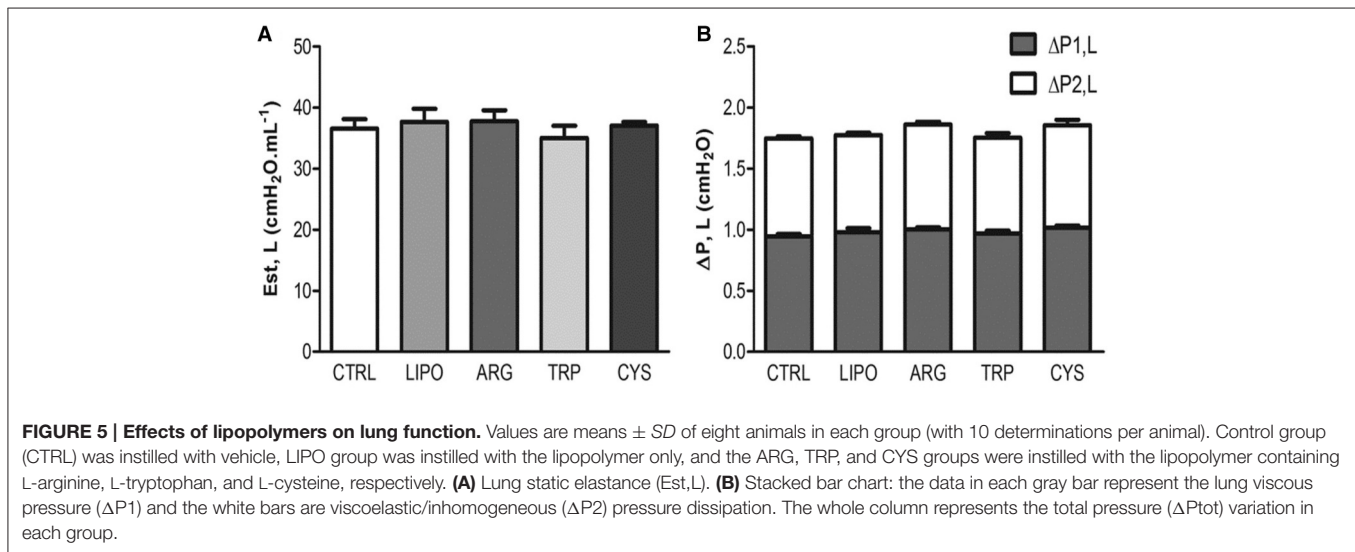 A
50
40
30
20
10
0
Est, L (cmH₂O.mL⁻¹)
CTRL LIPO ARG TRP CYS
B
2.5
2.0
1.5
1.0
0.5
0.0
ΔP, L (cmH₂O)
ΔP1,L
ΔP2,L
CTRL LIPO ARG TRP CYS
FIGURE 5 | Effects of lipopolymers on lung function. Values are means ± SD of eight animals in each group (with 10 determinations per animal). Control group
(CTRL) was instilled with vehicle, LIPO group was instilled with the lipopolymer only, and the ARG, TRP, and CYS groups were instilled with the lipopolymer containing
L-arginine, L-tryptophan, and L-cysteine, respectively. (A) Lung static elastance (Est,L). (B) Stacked bar chart: the data in each gray bar represent the lung viscous
pressure (ΔP1) and the white bars are viscoelastic/inhomogeneous (ΔP2) pressure dissipation. The whole column represents the total pressure (ΔPtot) variation in
each group.